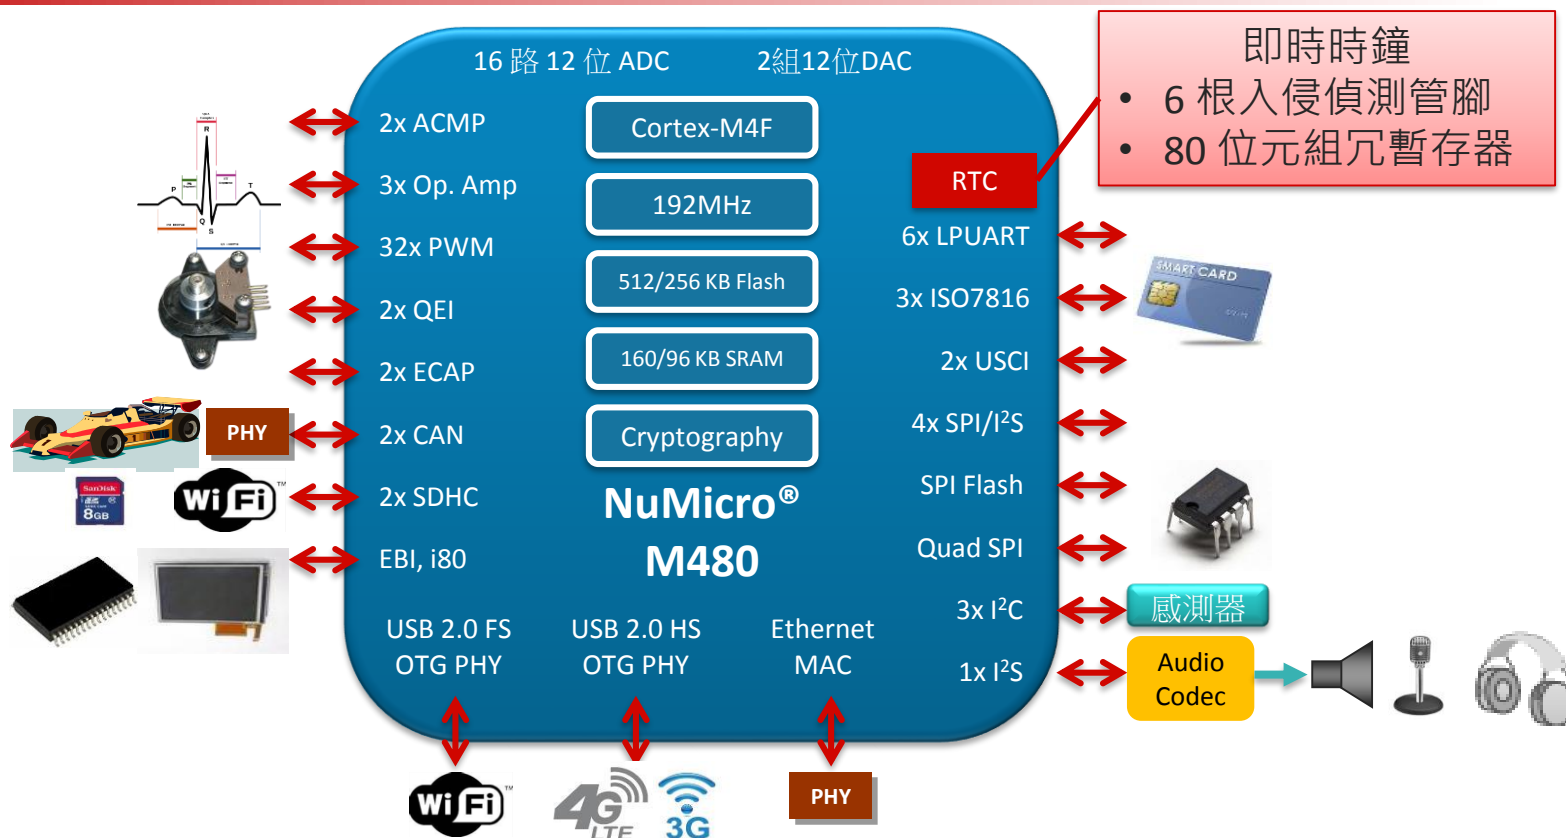 16 路 12 位 ADC
2組12位DAC
即時時鐘
• 6 根入侵偵測管腳
• 80 位元組冗暫存器
2x ACMP
3x Op. Amp
32x PWM
2x QEI
2x ECAP
2x CAN
2x SDHC
EBI, i80
Cortex-M4F
192MHz
512/256 KB Flash
160/96 KB SRAM
Cryptography
NuMicro®
M480
RTC
6x LPUART
3x ISO7816
2x USCI
4x SPI/I²S
SPI Flash
Quad SPI
3x I²C
1x I²S
USB 2.0 FS
OTG PHY
USB 2.0 HS
OTG PHY
Ethernet
MAC
R
P
T
Q
S
PHY
SanDisk
8GB
WiFi™
SMART CARD
感測器
Audio
Codec
WiFi™
4G
LTE
3G
PHY